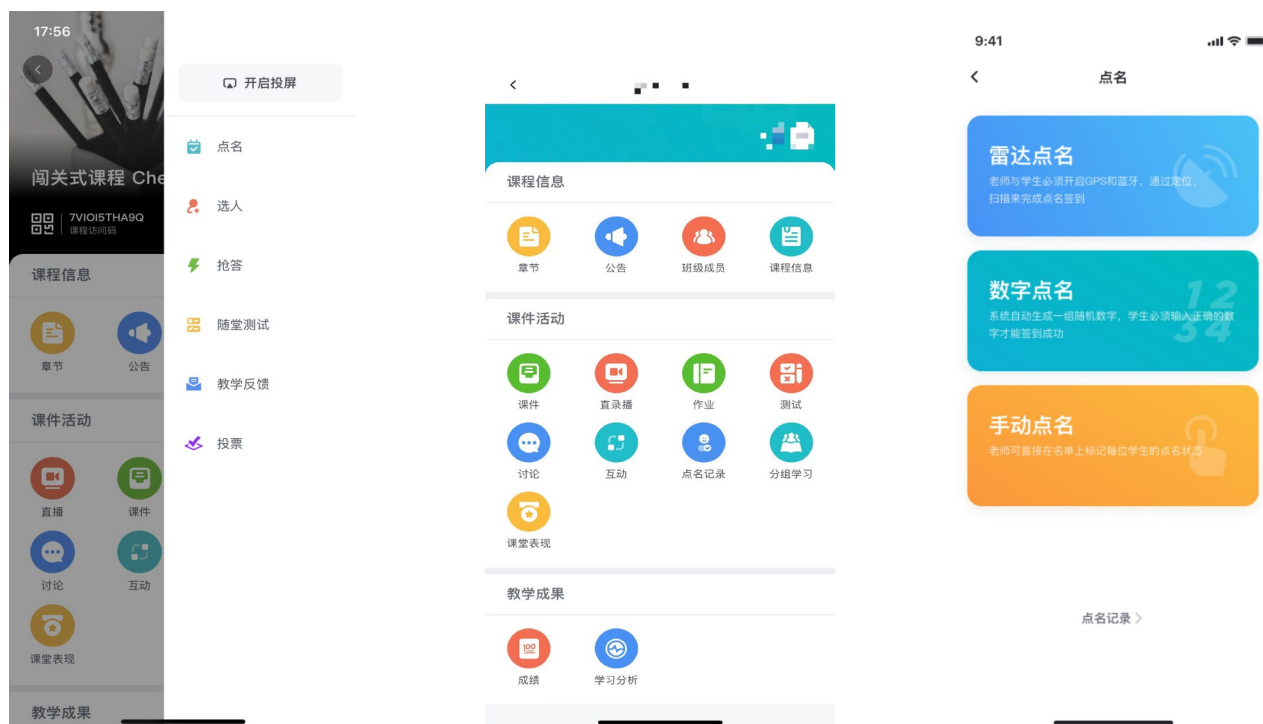 17:56
闯关式课程 Che
7VIOI5THA9Q
课程访问码
课程信息
章节 公告
课件活动
直播 课件
讨论 互动
课堂表现
教学成果
开启投屏
点名
选人
抢答
随堂测试
教学反馈
投票
课程信息
章节 公告 班级成员 课程信息
课件活动
课件 直录播 作业 测试
讨论 互动 点名记录 分组学习
课堂表现
教学成果
100
成绩 学习分析
9:41
点名
雷达点名
老师与学生必须开启GPS和蓝牙，通过定位、
扫描来完成点名签到
数字点名
系统自动生成一组随机数字，学生必须输入正确的数
字才能签到成功
1 2
3 4
手动点名
老师可直接在名单上标记每位学生的点名状态
点名记录